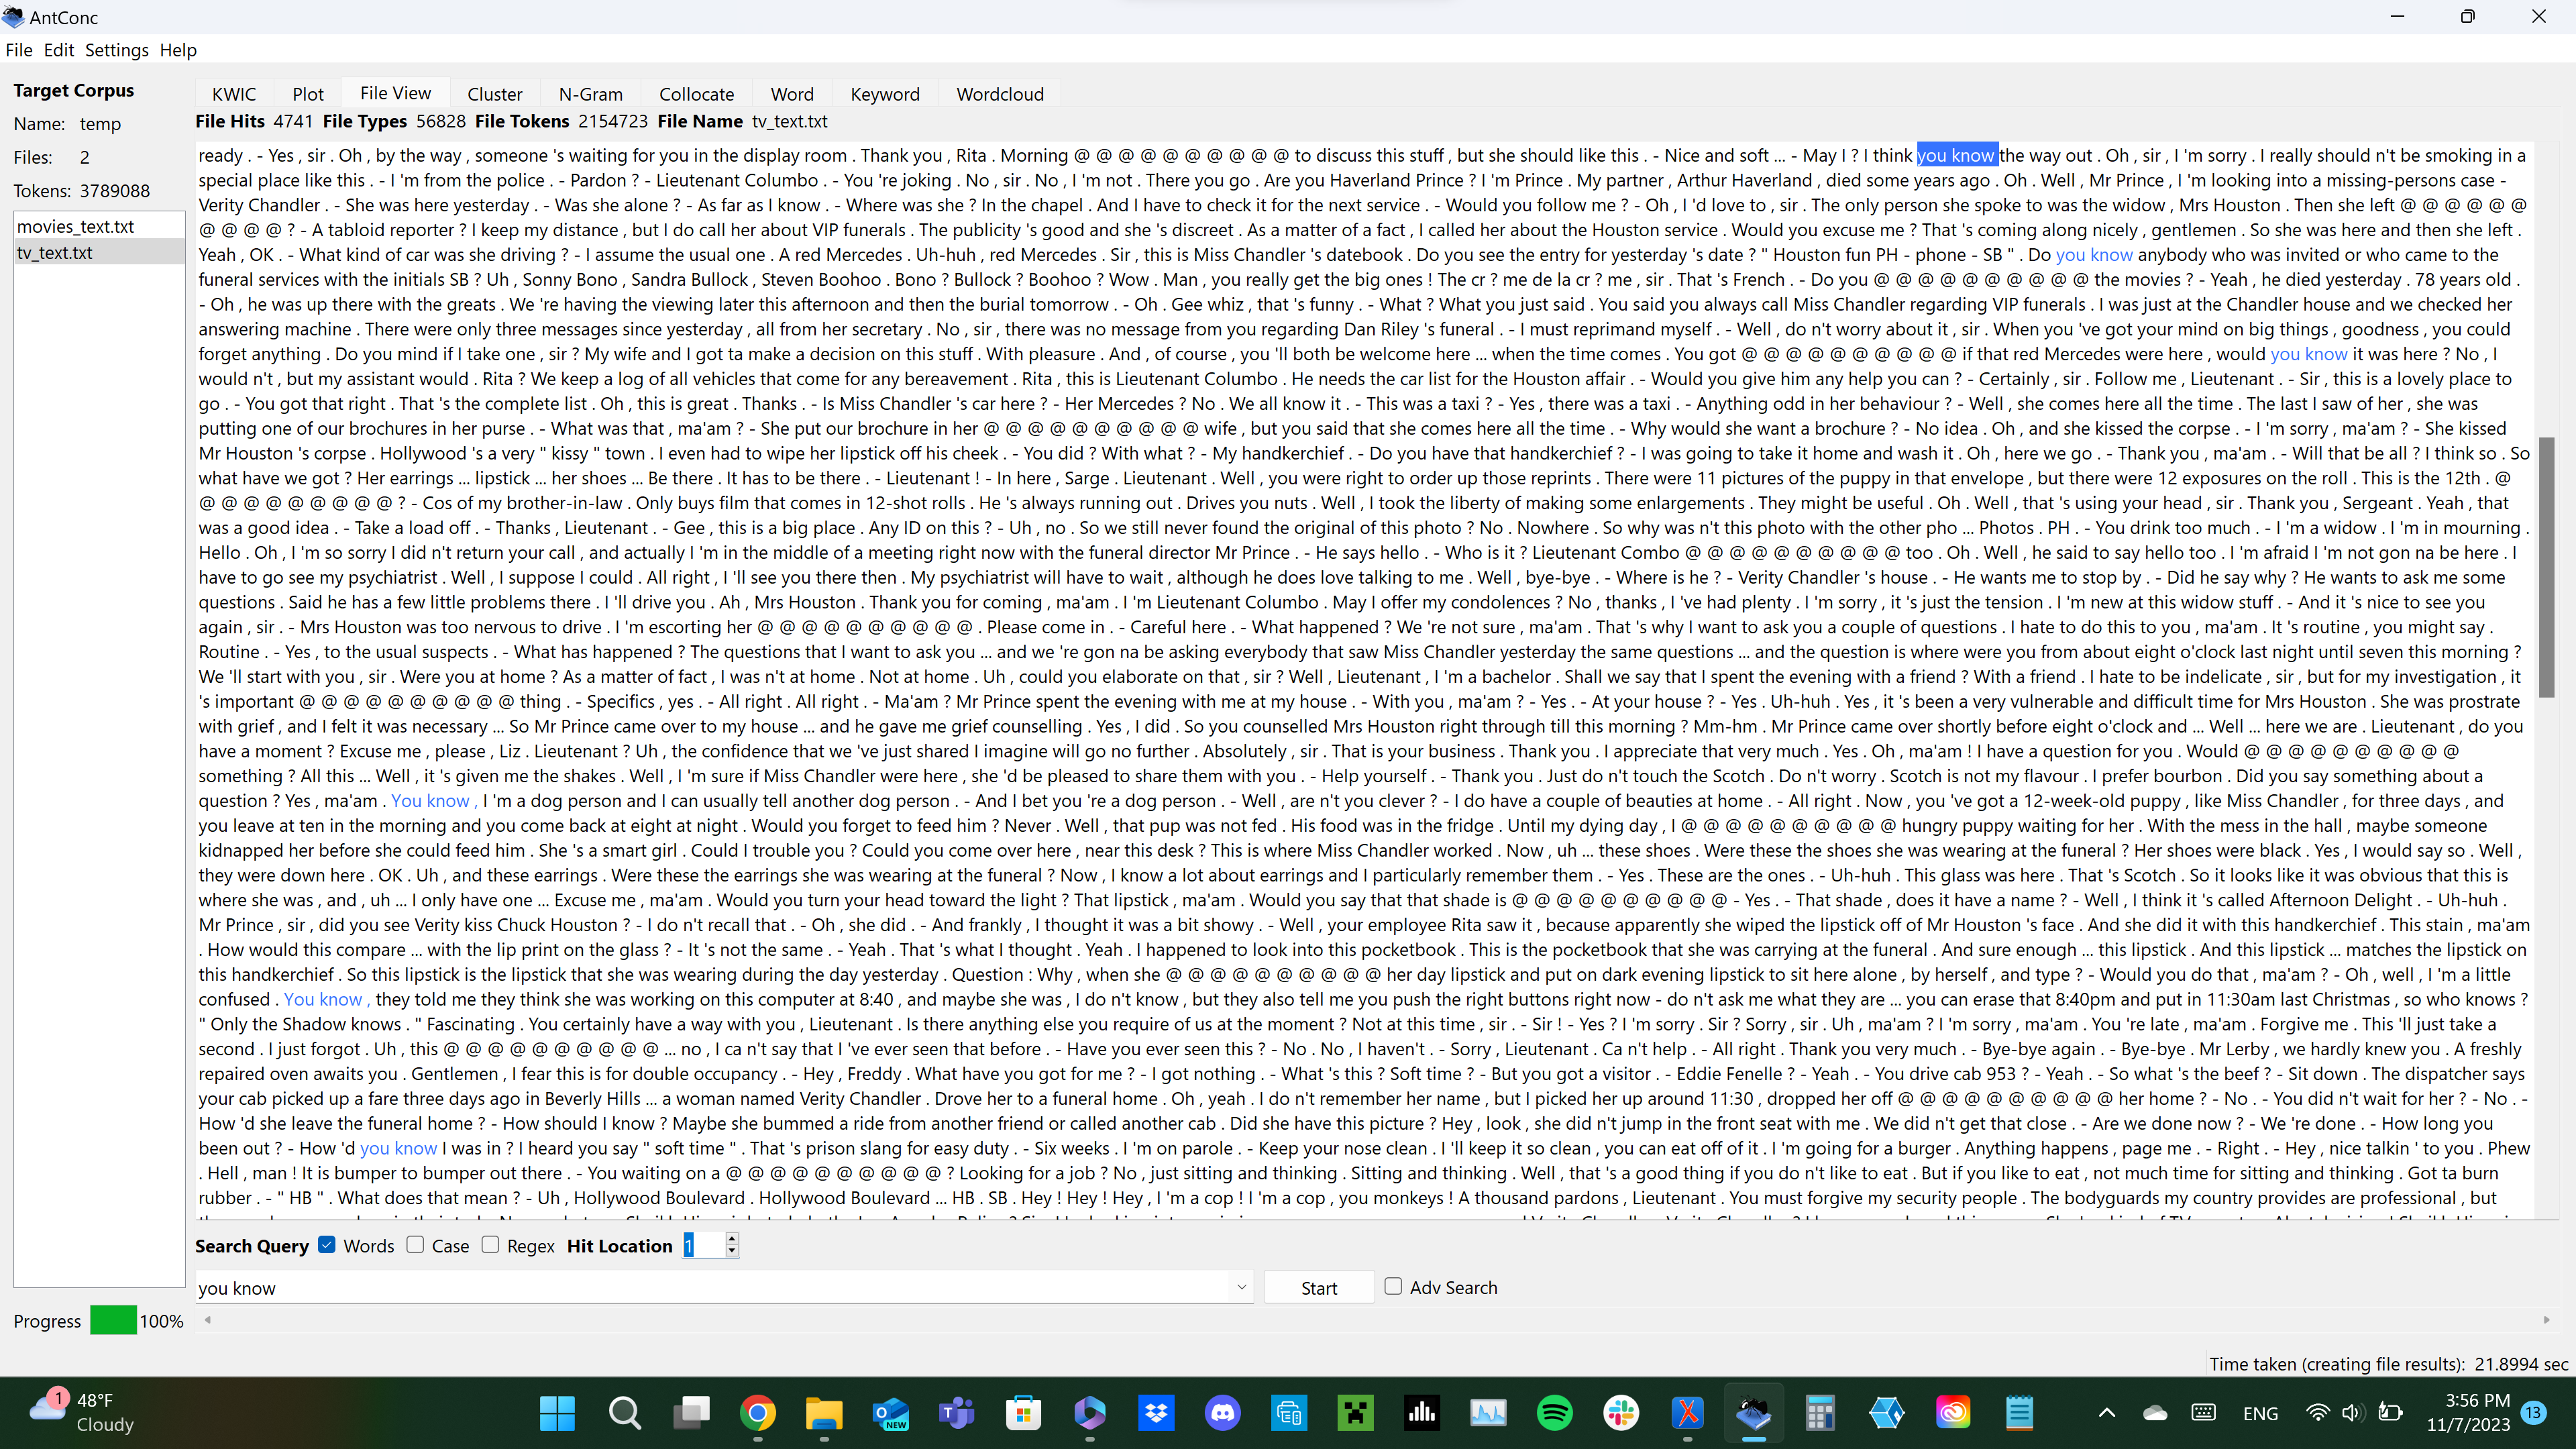 AntConc
File Edit Settings Help
Target Corpus
Name: temp
Files: 2
Tokens: 3789088
movies_text.txt
tv_text.txt
Progress 100%
KWIC Plot File View Cluster N-Gram Collocate Word Keyword Wordcloud
File Hits 4741 File Types 56828 File Tokens 2154723 File Name tv_text.txt
ready . - Yes , sir . Oh , by the way , someone 's waiting for you in the display room . Thank you , Rita . Morning @ @ @ @ @ @ @ @ @ @ to discuss this stuff , but she should like this . - Nice and soft ... - May I ? I think you know the way out . Oh , sir , I 'm sorry . I really should n't be smoking in a
special place like this . - I 'm from the police . - Pardon ? - Lieutenant Columbo . - You 're joking . No , sir . No , I 'm not . There you go . Are you Haverland Prince ? I 'm Prince . My partner , Arthur Haverland , died some years ago . Oh . Well , Mr Prince , I 'm looking into a missing-persons case -
Verity Chandler . - She was here yesterday . - Was she alone ? - As far as I know . - Where was she ? In the chapel . And I have to check it for the next service . - Would you follow me ? - Oh , I 'd love to , sir . The only person she spoke to was the widow , Mrs Houston . Then she left @ @ @ @ @ @
@ @ @ @ ? - A tabloid reporter ? I keep my distance , but I do call her about VIP funerals . The publicity 's good and she 's discreet . As a matter of a fact , I called her about the Houston service . Would you excuse me ? That 's coming along nicely , gentlemen . So she was here and then she left .
Yeah , OK . - What kind of car was she driving ? - I assume the usual one . A red Mercedes . Uh-huh , red Mercedes . Sir , this is Miss Chandler 's datebook . Do you see the entry for yesterday 's date ? " Houston fun PH - phone - SB " . Do you know anybody who was invited or who came to the
funeral services with the initials SB ? Uh , Sonny Bono , Sandra Bullock , Steven Boohoo . Bono ? Bullock ? Boohoo ? Wow . Man , you really get the big ones ! The cr ? me de la cr ? me , sir . That 's French . - Do you @ @ @ @ @ @ @ @ @ @ the movies ? - Yeah , he died yesterday . 78 years old .
- Oh , he was up there with the greats . We 're having the viewing later this afternoon and then the burial tomorrow . - Oh . Gee whiz , that 's funny . - What ? What you just said . You said you always call Miss Chandler regarding VIP funerals . I was just at the Chandler house and we checked her
answering machine . There were only three messages since yesterday , all from her secretary . No , sir , there was no message from you regarding Dan Riley 's funeral . - I must reprimand myself . - Well , do n't worry about it , sir . When you 've got your mind on big things , goodness , you could
forget anything . Do you mind if I take one , sir ? My wife and I got ta make a decision on this stuff . With pleasure . And , of course , you 'll both be welcome here ... when the time comes . You got @ @ @ @ @ @ @ @ @ @ if that red Mercedes were here , would you know it was here ? No , I
would n't , but my assistant would . Rita ? We keep a log of all vehicles that come for any bereavement . Rita , this is Lieutenant Columbo . He needs the car list for the Houston affair . - Would you give him any help you can ? - Certainly , sir . Follow me , Lieutenant . - Sir , this is a lovely place to
go . - You got that right . That 's the complete list . Oh , this is great . Thanks . - Is Miss Chandler 's car here ? - Her Mercedes ? No . We all know it . - This was a taxi ? - Yes , there was a taxi . - Anything odd in her behaviour ? - Well , she comes here all the time . The last I saw of her , she was
putting one of our brochures in her purse . - What was that , ma'am ? - She put our brochure in her @ @ @ @ @ @ @ @ @ @ wife , but you said that she comes here all the time . - Why would she want a brochure ? - No idea . Oh , and she kissed the corpse . - I 'm sorry , ma'am ? - She kissed
Mr Houston 's corpse . Hollywood 's a very " kissy " town . I even had to wipe her lipstick off his cheek . - You did ? With what ? - My handkerchief . - Do you have that handkerchief ? - I was going to take it home and wash it . Oh , here we go . - Thank you , ma'am . - Will that be all ? I think so . So
what have we got ? Her earrings ... lipstick ... her shoes ... Be there . It has to be there . - Lieutenant ! - In here , Sarge . Lieutenant . Well , you were right to order up those reprints . There were 11 pictures of the puppy in that envelope , but there were 12 exposures on the roll . This is the 12th . @
@ @ @ @ @ @ @ @ @ ? - Cos of my brother-in-law . Only buys film that comes in 12-shot rolls . He 's always running out . Drives you nuts . Well , I took the liberty of making some enlargements . They might be useful . Oh . Well , that 's using your head , sir . Thank you , Sergeant . Yeah , that
was a good idea . - Take a load off . - Thanks , Lieutenant . - Gee , this is a big place . Any ID on this ? - Uh , no . So we still never found the original of this photo ? No . Nowhere . So why was n't this photo with the other pho ... Photos . PH . - You drink too much . - I 'm a widow . I 'm in mourning .
Hello . Oh , I 'm so sorry I did n't return your call , and actually I 'm in the middle of a meeting right now with the funeral director Mr Prince . - He says hello . - Who is it ? Lieutenant Combo @ @ @ @ @ @ @ @ @ @ too . Oh . Well , he said to say hello too . I 'm afraid I 'm not gon na be here . I
have to go see my psychiatrist . Well , I suppose I could . All right , I 'll see you there then . My psychiatrist will have to wait , although he does love talking to me . Well , bye-bye . - Where is he ? - Verity Chandler 's house . - He wants me to stop by . - Did he say why ? He wants to ask me some
questions . Said he has a few little problems there . I 'll drive you . Ah , Mrs Houston . Thank you for coming , ma'am . I 'm Lieutenant Columbo . May I offer my condolences ? No , thanks , I 've had plenty . I 'm sorry , it 's just the tension . I 'm new at this widow stuff . - And it 's nice to see you
again , sir . - Mrs Houston was too nervous to drive . I 'm escorting her @ @ @ @ @ @ @ @ @ @ . Please come in . - Careful here . - What happened ? We 're not sure , ma'am . That 's why I want to ask you a couple of questions . I hate to do this to you , ma'am . It 's routine , you might say .
Routine . - Yes , to the usual suspects . - What has happened ? The questions that I want to ask you ... and we 're gon na be asking everybody that saw Miss Chandler yesterday the same questions ... and the question is where were you from about eight o'clock last night until seven this morning ?
We 'll start with you , sir . Were you at home ? As a matter of fact , I was n't at home . Not at home . Uh , could you elaborate on that , sir ? Well , Lieutenant , I 'm a bachelor . Shall we say that I spent the evening with a friend ? With a friend . I hate to be indelicate , sir , but for my investigation , it
's important @ @ @ @ @ @ @ @ @ @ thing . - Specifics , yes . - All right . All right . - Ma'am ? Mr Prince spent the evening with me at my house . - With you , ma'am ? - Yes . - At your house ? - Yes . Uh-huh . Yes , it 's been a very vulnerable and difficult time for Mrs Houston . She was prostrate
with grief , and I felt it was necessary ... So Mr Prince came over to my house ... and he gave me grief counselling . Yes , I did . So you counselled Mrs Houston right through till this morning ? Mm-hm . Mr Prince came over shortly before eight o'clock and ... Well ... here we are . Lieutenant , do you
have a moment ? Excuse me , please , Liz . Lieutenant ? Uh , the confidence that we 've just shared I imagine will go no further . Absolutely , sir . That is your business . Thank you . I appreciate that very much . Yes . Oh , ma'am ! I have a question for you . Would @ @ @ @ @ @ @ @ @ @
something ? All this ... Well , it 's given me the shakes . Well , I 'm sure if Miss Chandler were here , she 'd be pleased to share them with you . - Help yourself . - Thank you . Just do n't touch the Scotch . Do n't worry . Scotch is not my flavour . I prefer bourbon . Did you say something about a
question ? Yes , ma'am . You know , I 'm a dog person and I can usually tell another dog person . - And I bet you 're a dog person . - Well , are n't you clever ? - I do have a couple of beauties at home . - All right . Now , you 've got a 12-week-old puppy , like Miss Chandler , for three days , and
you leave at ten in the morning and you come back at eight at night . Would you forget to feed him ? Never . Well , that pup was not fed . His food was in the fridge . Until my dying day , I @ @ @ @ @ @ @ @ @ @ hungry puppy waiting for her . With the mess in the hall , maybe someone
kidnapped her before she could feed him . She 's a smart girl . Could I trouble you ? Could you come over here , near this desk ? This is where Miss Chandler worked . Now , uh ... these shoes . Were these the shoes she was wearing at the funeral ? Her shoes were black . Yes , I would say so . Well ,
they were down here . OK . Uh , and these earrings . Were these the earrings she was wearing at the funeral ? Now , I know a lot about earrings and I particularly remember them . - Yes . These are the ones . - Uh-huh . This glass was here . That 's Scotch . So it looks like it was obvious that this is
where she was , and , uh ... I only have one ... Excuse me , ma'am . Would you turn your head toward the light ? That lipstick , ma'am . Would you say that that shade is @ @ @ @ @ @ @ @ @ @ - Yes . - That shade , does it have a name ? - Well , I think it 's called Afternoon Delight . - Uh-huh .
Mr Prince , sir , did you see Verity kiss Chuck Houston ? - I do n't recall that . - Oh , she did . - And frankly , I thought it was a bit showy . - Well , your employee Rita saw it , because apparently she wiped the lipstick off of Mr Houston 's face . And she did it with this handkerchief . This stain , ma'am
. How would this compare ... with the lip print on the glass ? - It 's not the same . - Yeah . That 's what I thought . Yeah . I happened to look into this pocketbook . This is the pocketbook that she was carrying at the funeral . And sure enough ... this lipstick . And this lipstick ... matches the lipstick on
this handkerchief . So this lipstick is the lipstick that she was wearing during the day yesterday . Question : Why , when she @ @ @ @ @ @ @ @ @ @ her day lipstick and put on dark evening lipstick to sit here alone , by herself , and type ? - Would you do that , ma'am ? - Oh , well , I 'm a little
confused . You know , they told me they think she was working on this computer at 8:40 , and maybe she was , I do n't know , but they also tell me you push the right buttons right now - do n't ask me what they are ... you can erase that 8:40pm and put in 11:30am last Christmas , so who knows ?
" Only the Shadow knows . " Fascinating . You certainly have a way with you , Lieutenant . Is there anything else you require of us at the moment ? Not at this time , sir . - Sir ! - Yes ? I 'm sorry . Sir ? Sorry , sir . Uh , ma'am ? I 'm sorry , ma'am . You 're late , ma'am . Forgive me . This 'll just take a
second . I just forgot . Uh , this @ @ @ @ @ @ @ @ @ @ ... no , I ca n't say that I 've ever seen that before . - Have you ever seen this ? - No . No , I haven't . - Sorry , Lieutenant . Ca n't help . - All right . Thank you very much . - Bye-bye again . - Bye-bye . Mr Lerby , we hardly knew you . A freshly
repaired oven awaits you . Gentlemen , I fear this is for double occupancy . - Hey , Freddy . What have you got for me ? - I got nothing . - What 's this ? Soft time ? - But you got a visitor . - Eddie Fenelle ? - Yeah . - You drive cab 953 ? - Yeah . - So what 's the beef ? - Sit down . The dispatcher says
your cab picked up a fare three days ago in Beverly Hills ... a woman named Verity Chandler . Drove her to a funeral home . Oh , yeah . I do n't remember her name , but I picked her up around 11:30 , dropped her off @ @ @ @ @ @ @ @ @ @ her home ? - No . - You did n't wait for her ? - No . -
How 'd she leave the funeral home ? - How should I know ? Maybe she bummed a ride from another friend or called another cab . Did she have this picture ? Hey , look , she did n't jump in the front seat with me . We did n't get that close . - Are we done now ? - We 're done . - How long you
been out ? - How 'd you know I was in ? I heard you say " soft time " . That 's prison slang for easy duty . - Six weeks . I 'm on parole . - Keep your nose clean . I 'll keep it so clean , you can eat off of it . I 'm going for a burger . Anything happens , page me . - Right . - Hey , nice talkin ' to you . Phew
. Hell , man ! It is bumper to bumper out there . - You waiting on a @ @ @ @ @ @ @ @ @ @ ? Looking for a job ? No , just sitting and thinking . Sitting and thinking . Well , that 's a good thing if you do n't like to eat . But if you like to eat , not much time for sitting and thinking . Got ta burn
rubber . - " HB " . What does that mean ? - Uh , Hollywood Boulevard . Hollywood Boulevard ... HB . SB . Hey ! Hey ! Hey , I 'm a cop ! I 'm a cop , you monkeys ! A thousand pardons , Lieutenant . You must forgive my security people . The bodyguards my country provides are professional , but
Search Query Words Case Regex Hit Location 1
you know Start Adv Search
Time taken (creating file results): 21.8994 sec
1 48°F
Cloudy
NEW
ENG
3:56 PM
11/7/2023
13